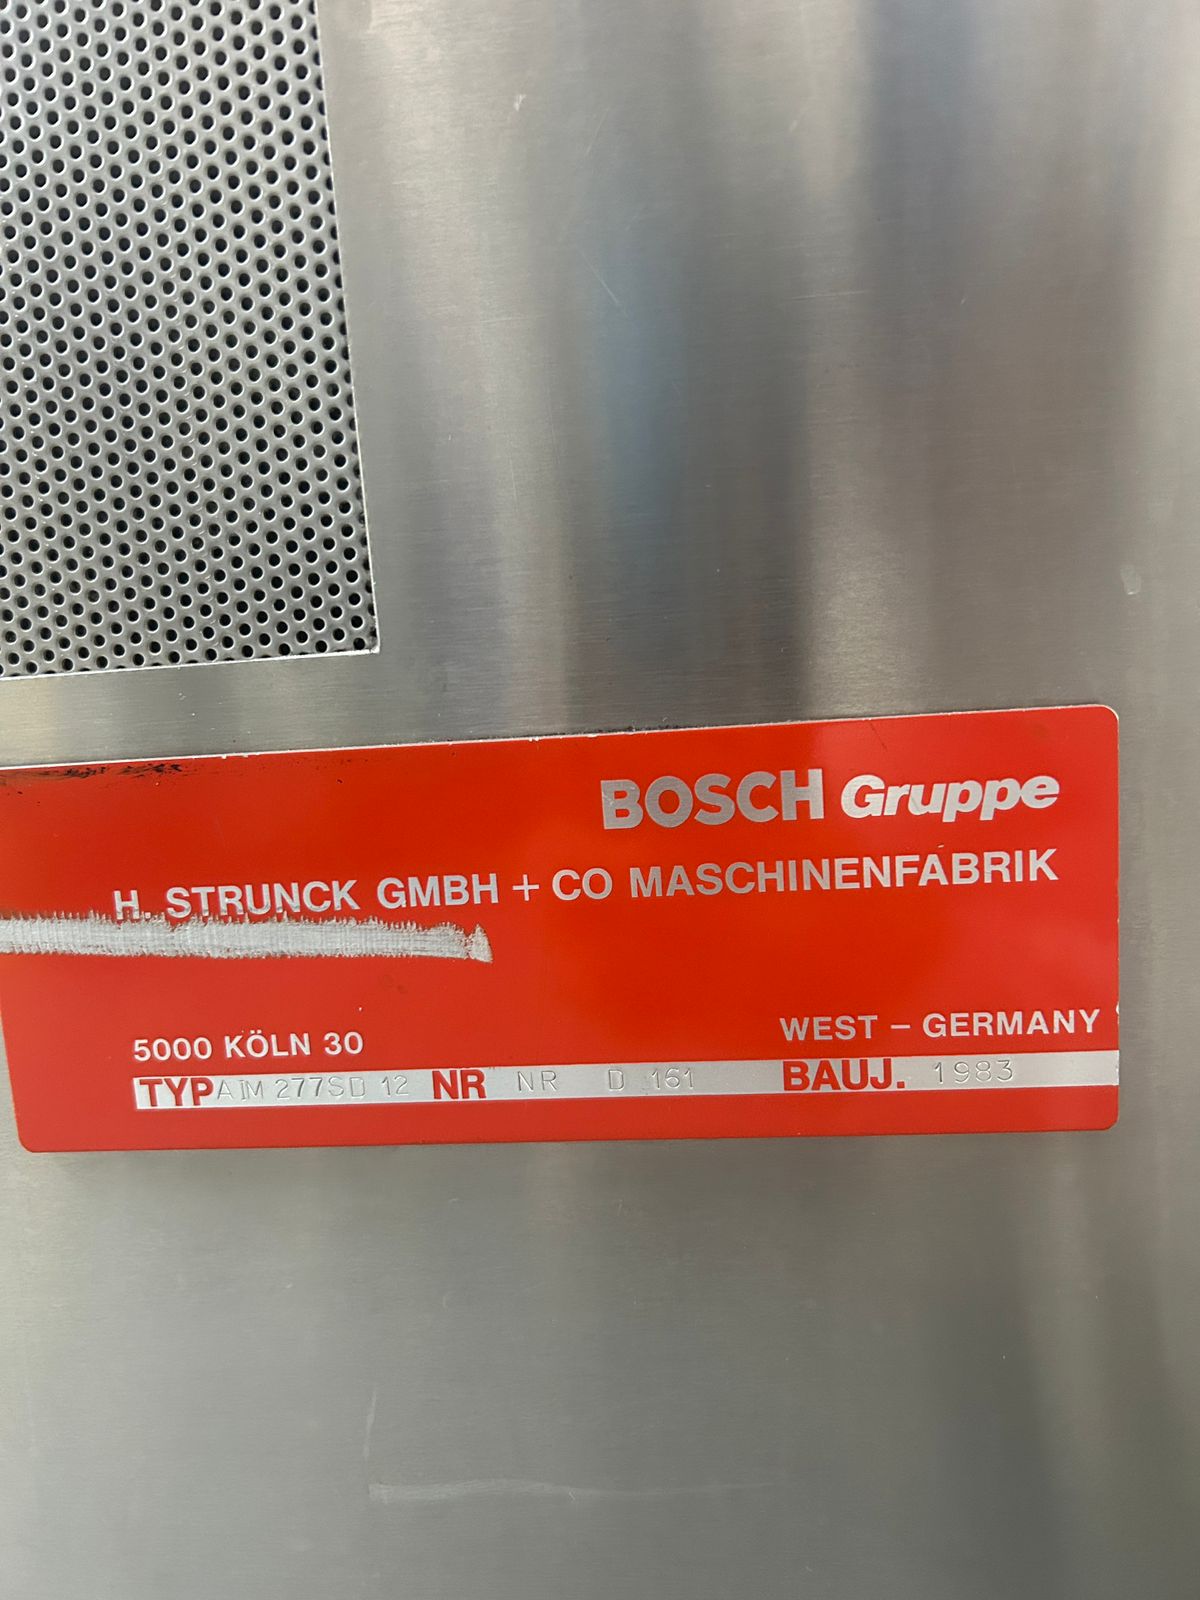 BOSCH Gruppe
H. STRUNCK GMBH + CO MASCHINENFABRIK
5000 KÖLN 30 WEST – GERMANY
TYP AIM 277SD 12 NR NR D 161 BAUJ. 1983